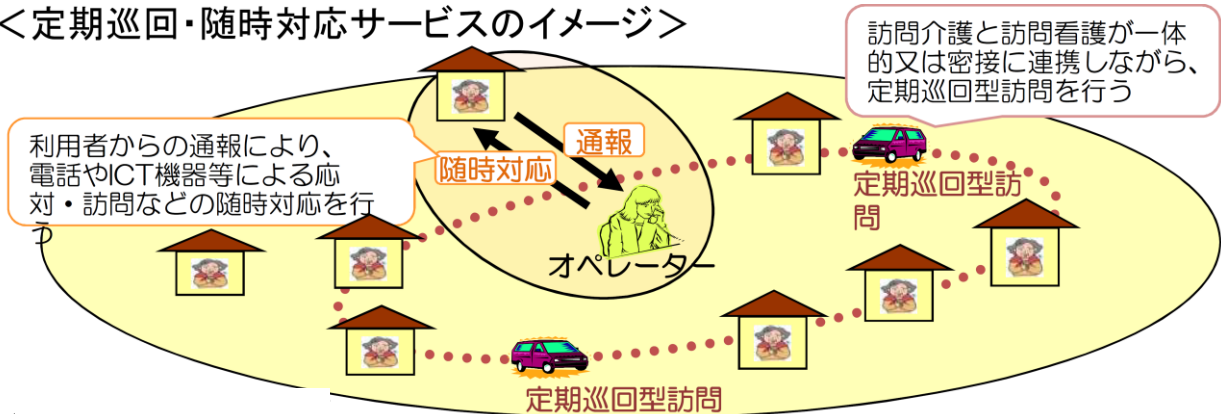 ＜定期巡回・随時対応サービスのイメージ＞
訪問介護と訪問看護が一体
的又は密接に連携しながら、
定期巡回型訪問を行う
利用者からの通報により、
電話やICT機器等による応
対・訪問などの随時対応を行
う
通報
随時対応
定期巡回型訪
問
オペレーター
定期巡回型訪問